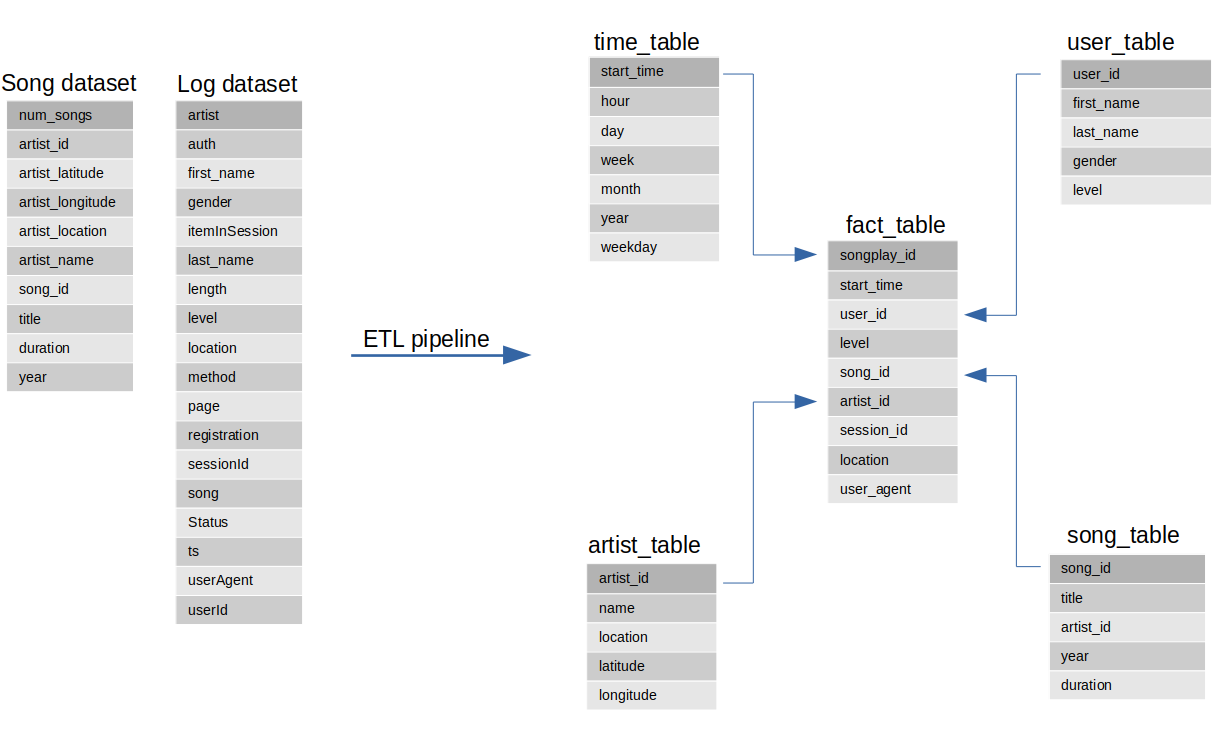 Song dataset
num_songs
artist_id
artist_latitude
artist_longitude
artist_location
artist_name
song_id
title
duration
year
Log dataset
artist
auth
first_name
gender
itemInSession
last_name
length
level
location
method
page
registration
sessionId
song
Status
ts
userAgent
userId
ETL pipeline
time_table
start_time
hour
day
week
month
year
weekday
artist_table
artist_id
name
location
latitude
longitude
fact_table
songplay_id
start_time
user_id
level
song_id
artist_id
session_id
location
user_agent
user_table
user_id
first_name
last_name
gender
level
song_table
song_id
title
artist_id
year
duration